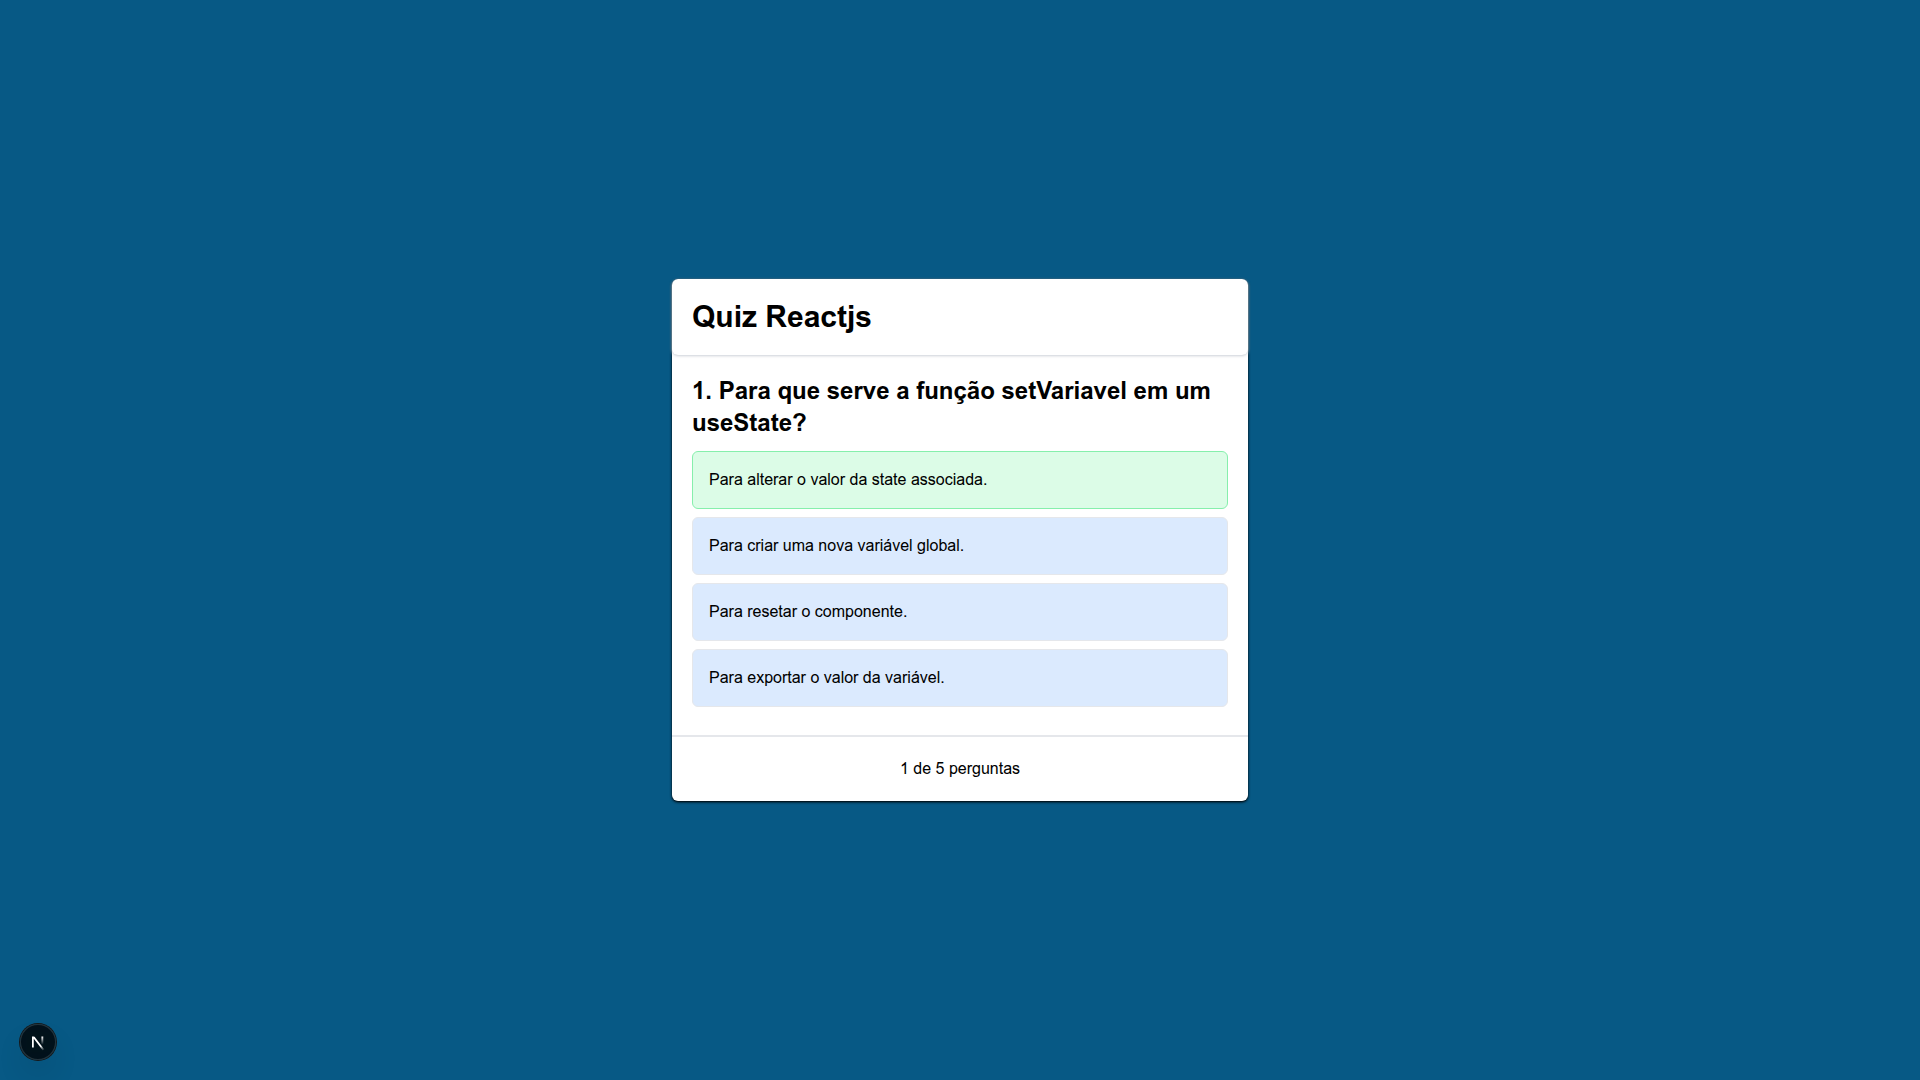 Quiz Reactjs
1. Para que serve a função setVariavel em um
useState?
Para alterar o valor da state associada.
Para criar uma nova variável global.
Para resetar o componente.
Para exportar o valor da variável.
1 de 5 perguntas
N